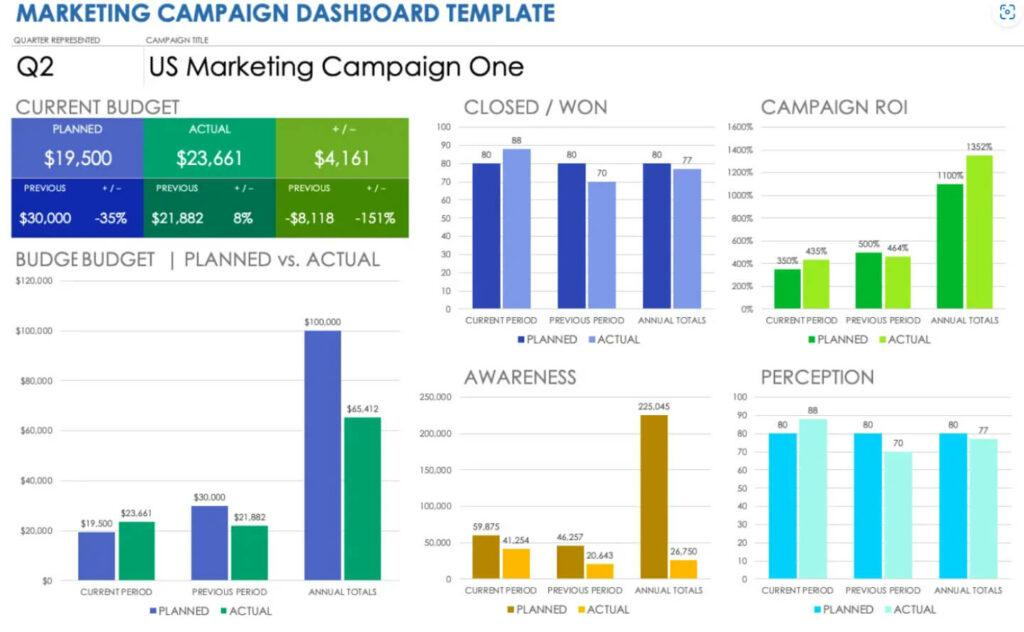 MARKETING CAMPAIGN DASHBOARD TEMPLATE
QUARTER REPRESENTED
CAMPAIGN TITLE
Q2
US Marketing Campaign One
CURRENT BUDGET
PLANNED
ACTUAL
+ / –
$19,500
$23,661
$4,161
PREVIOUS
+ / –
PREVIOUS
+ / –
PREVIOUS
+ / –
$30,000
-35%
$21,882
8%
-$8,118
-151%
BUDGEBUDGET | PLANNED vs. ACTUAL
$120,000
$100,000
$80,000
$60,000
$40,000
$20,000
$0
$19,500
$23,661
$30,000
$21,882
$100,000
$65,412
CURRENT PERIOD
PREVIOUS PERIOD
ANNUAL TOTALS
PLANNED
ACTUAL
CLOSED / WON
100
90
80
70
60
50
40
30
20
10
0
80
88
80
70
80
77
CURRENT PERIOD
PREVIOUS PERIOD
ANNUAL TOTALS
PLANNED
ACTUAL
CAMPAIGN ROI
1600%
1400%
1200%
1000%
800%
600%
400%
200%
0%
350%
435%
500%
464%
1100%
1352%
CURRENT PERIOD
PREVIOUS PERIOD
ANNUAL TOTALS
PLANNED
ACTUAL
AWARENESS
250,000
200,000
150,000
100,000
50,000
0
59,875
41,254
46,257
20,643
225,045
26,750
CURRENT PERIOD
PREVIOUS PERIOD
ANNUAL TOTALS
PLANNED
ACTUAL
PERCEPTION
100
90
80
70
60
50
40
30
20
10
0
80
88
80
70
80
77
CURRENT PERIOD
PREVIOUS PERIOD
ANNUAL TOTALS
PLANNED
ACTUAL